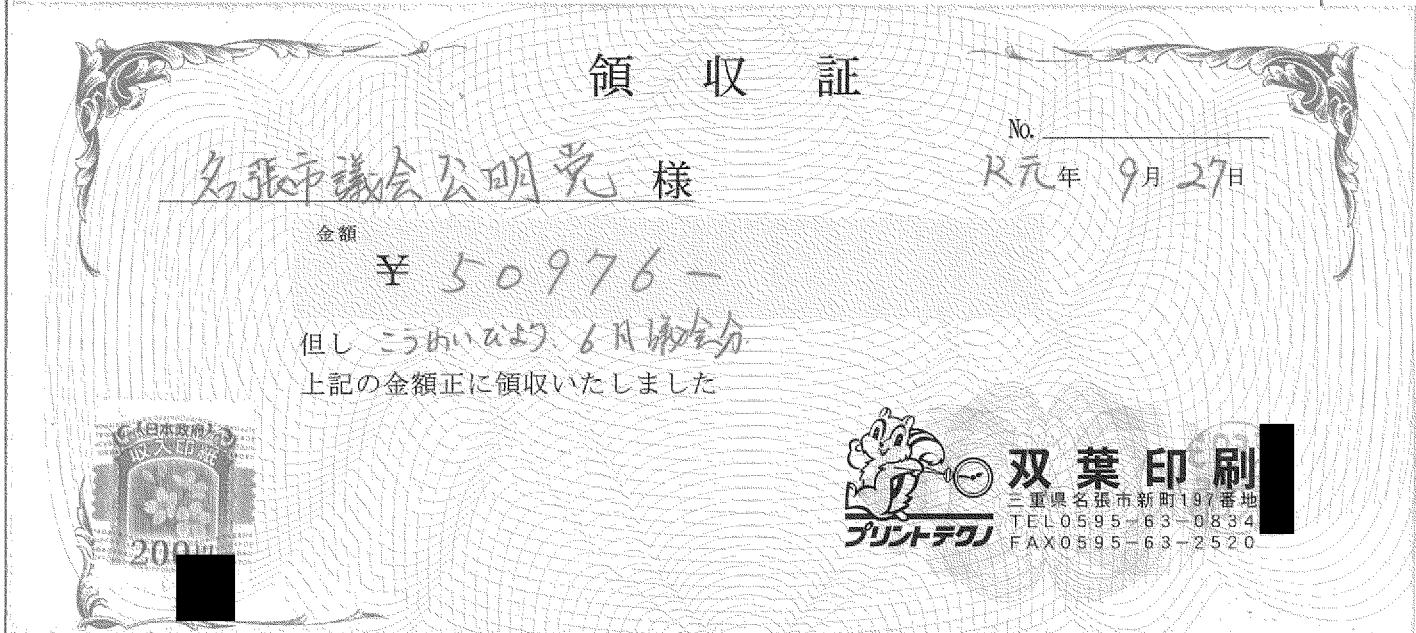 領収証
No.
名張市議会公明党 様
R元年 9月27日
金額
¥ 50976-
但し こうめいびより、6月議会分
上記の金額正に領収いたしました
日本政府
収入印紙
200円
プリントテクノ
双葉印刷
三重県名張市新町197番地
TEL0595-63-0834
FAX0595-63-2520